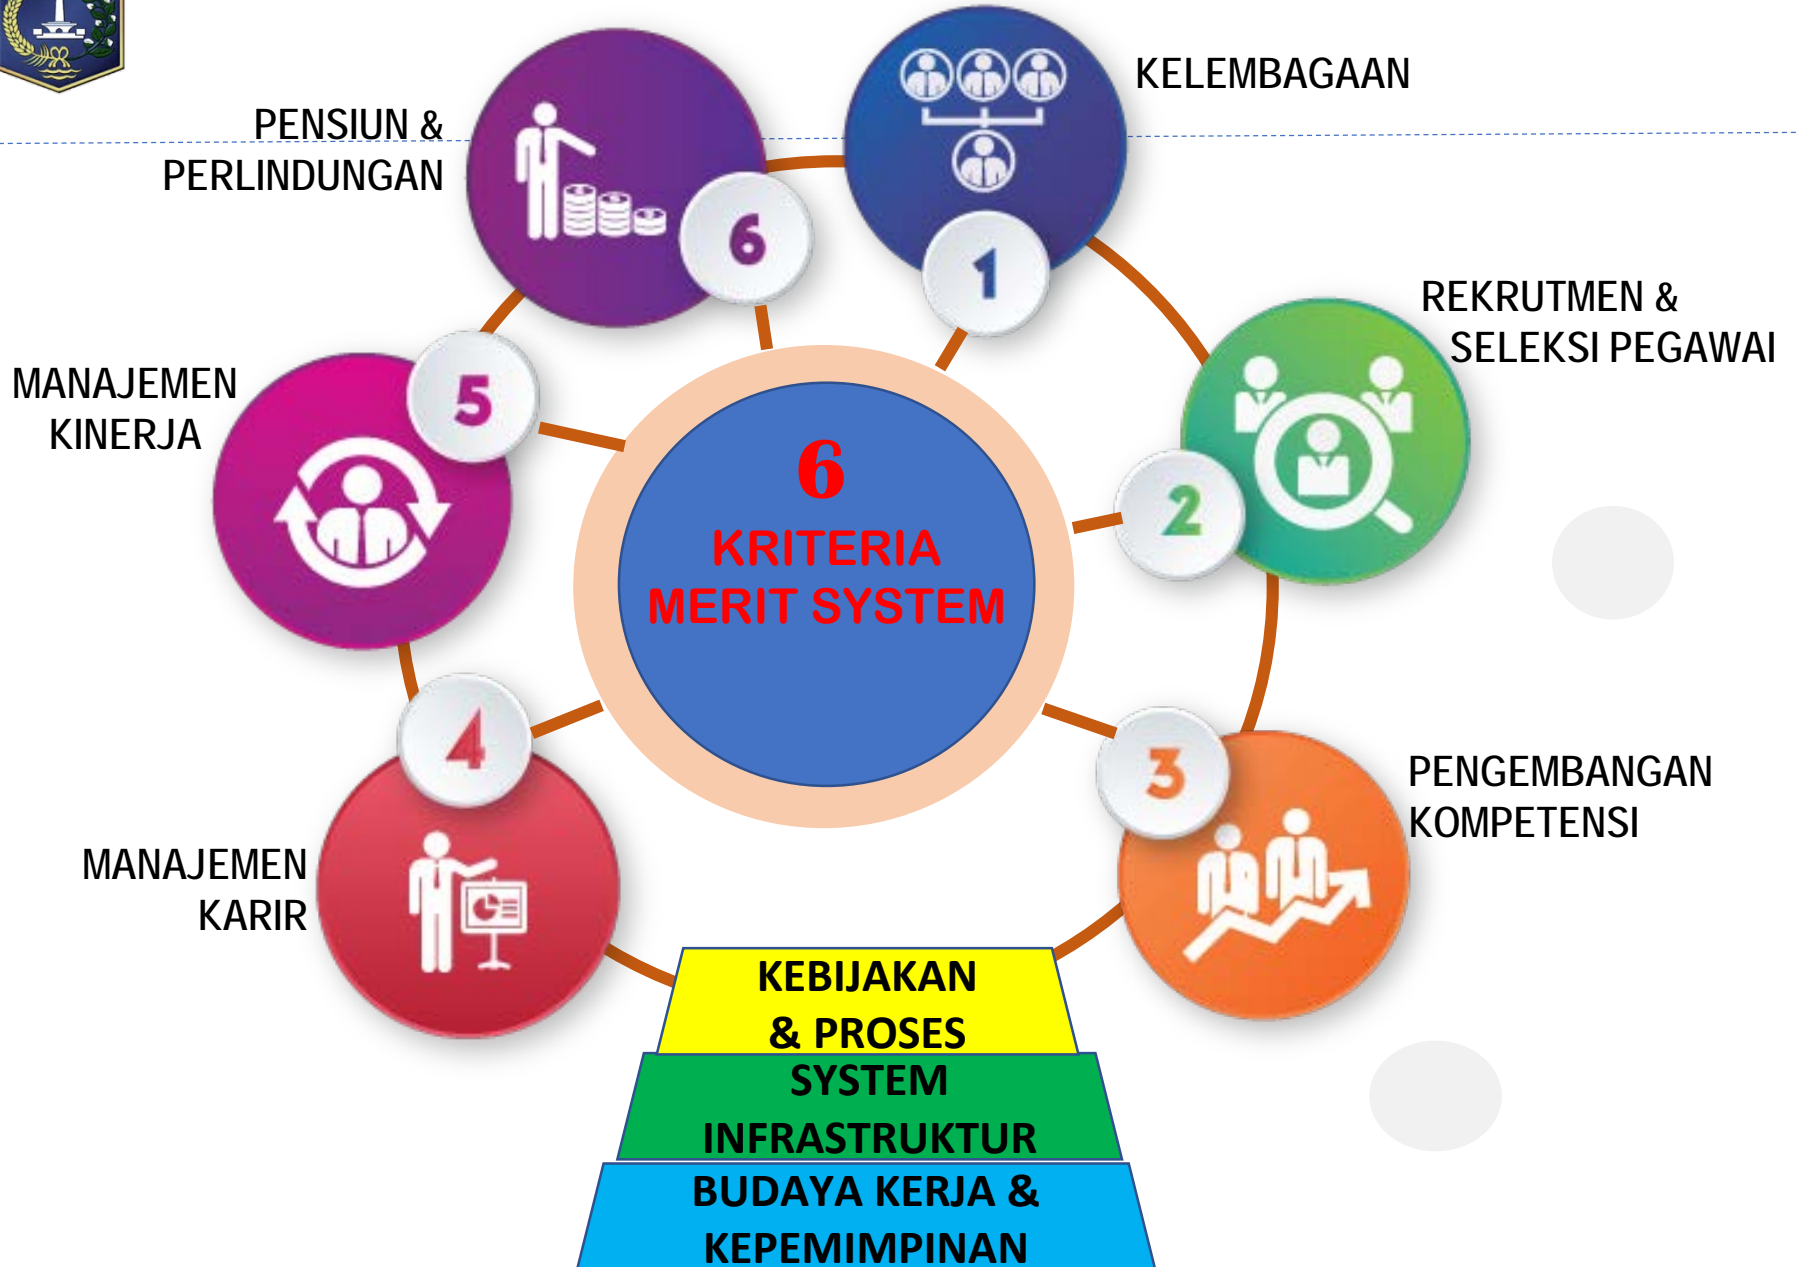 6
KRITERIA
MERIT SYSTEM
1
KELEMBAGAAN
2
REKRUTMEN &
SELEKSI PEGAWAI
3
PENGEMBANGAN
KOMPETENSI
4
MANAJEMEN
KARIR
5
MANAJEMEN
KINERJA
6
PENSIUN &
PERLINDUNGAN
KEBIJAKAN
& PROSES
SYSTEM
INFRASTRUKTUR
BUDAYA KERJA &
KEPEMIMPINAN